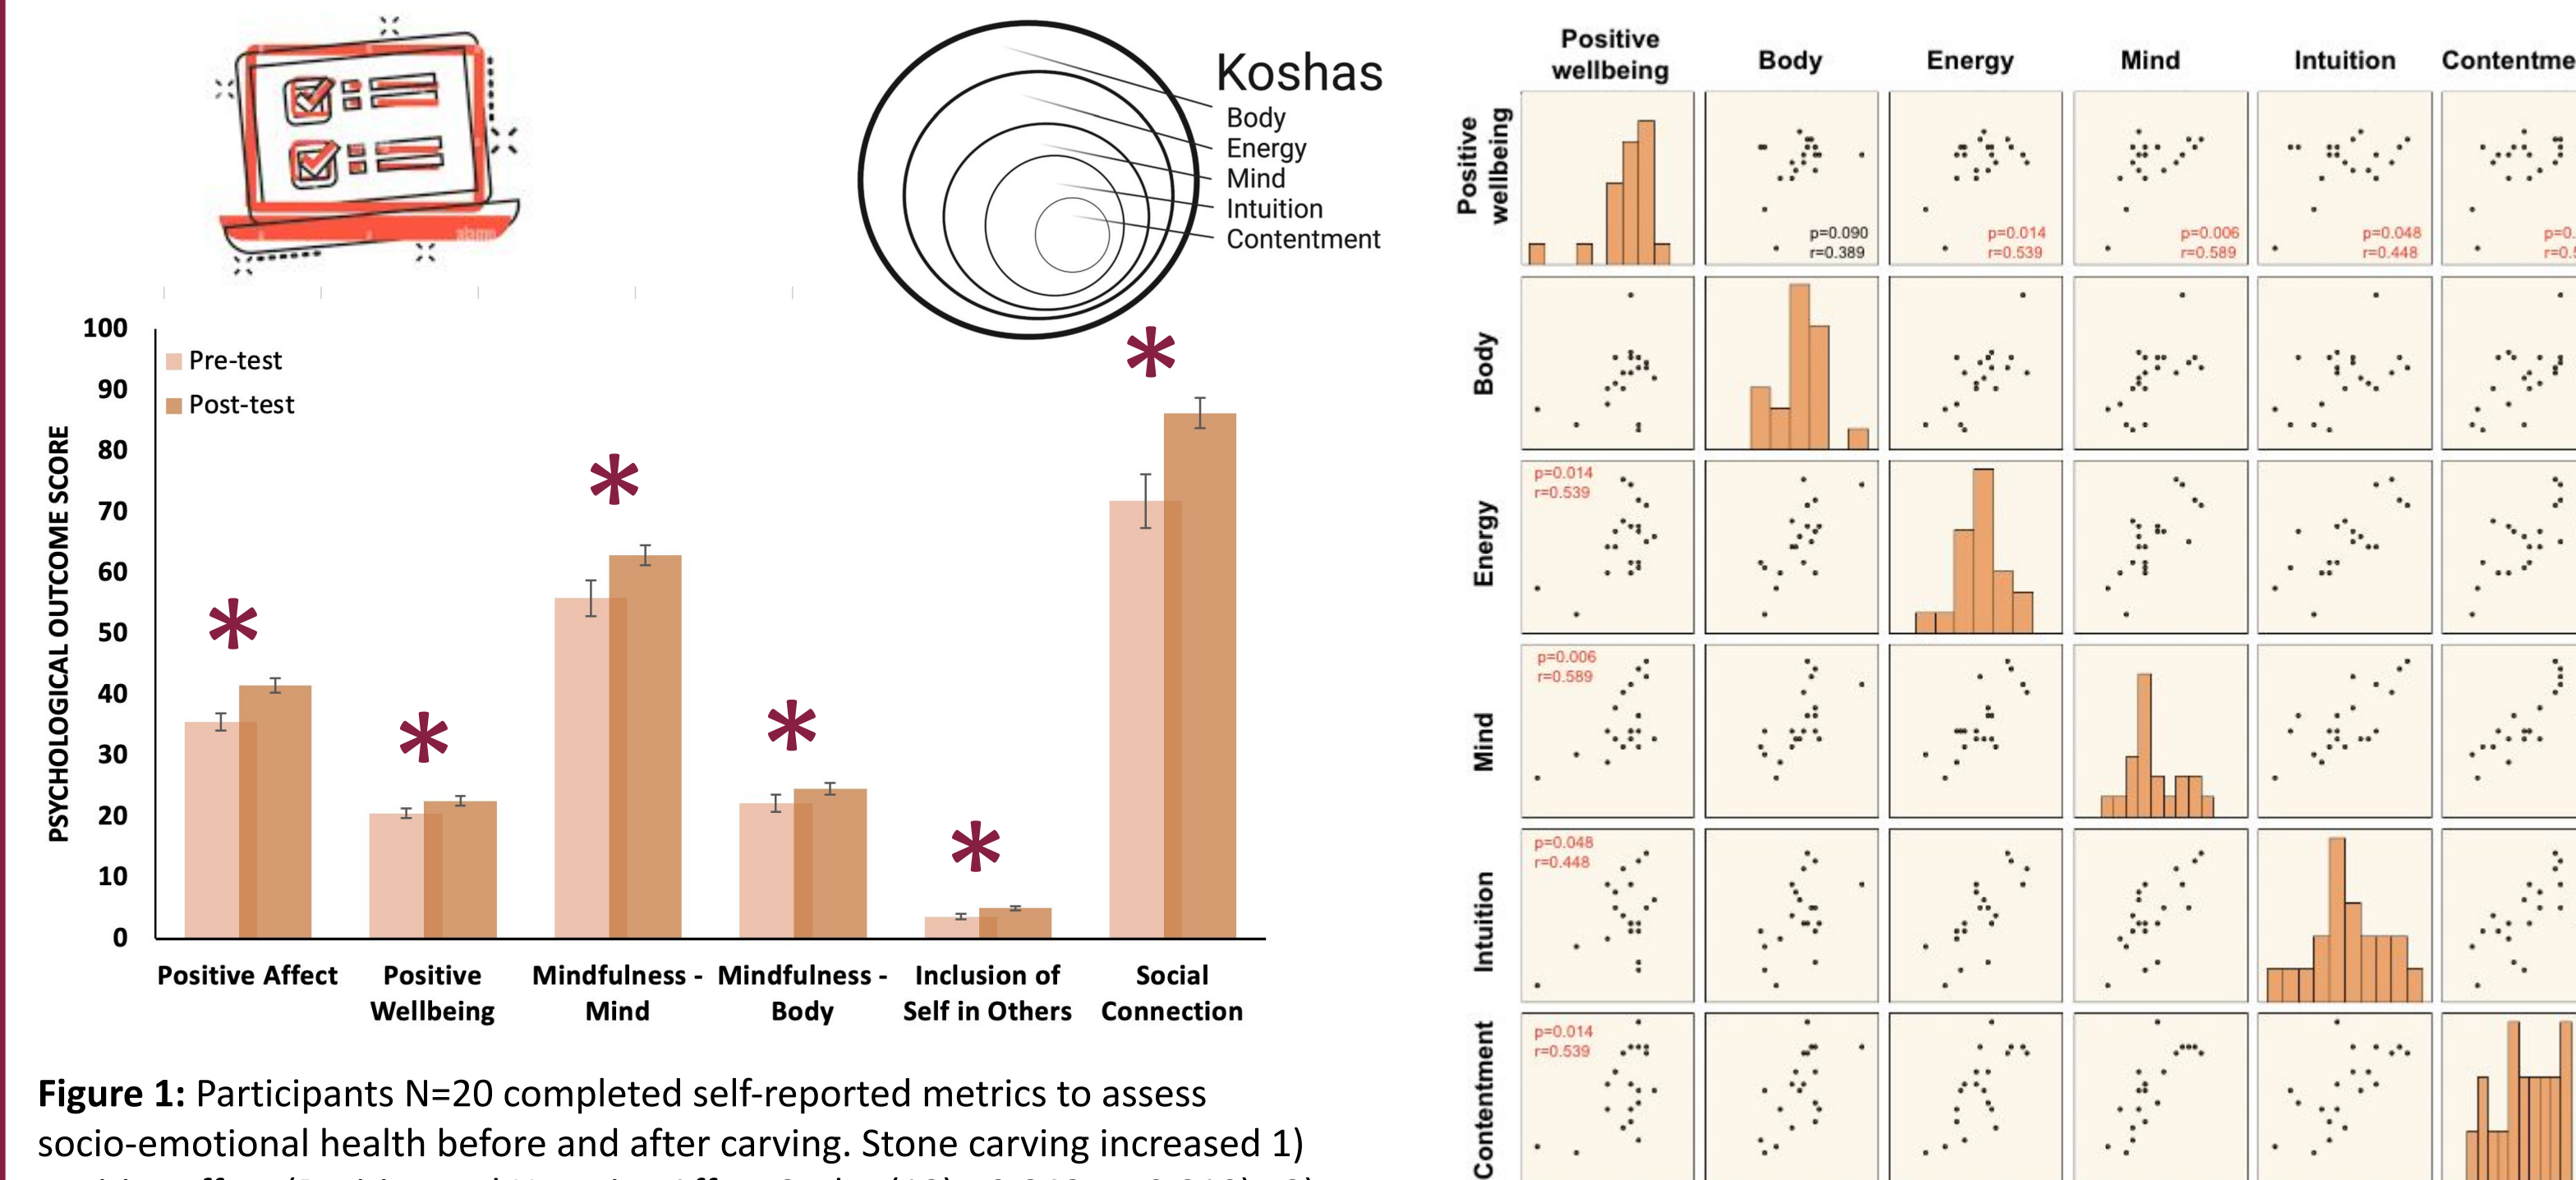 alamy
Koshas
Body
Energy
Mind
Intuition
Contentment
100
90
80
70
60
50
40
30
20
10
0
PSYCHOLOGICAL OUTCOME SCORE
Pre-test
Post-test
*
*
*
*
*
*
Positive Affect
Positive
Wellbeing
Mindfulness -
Mind
Mindfulness -
Body
Inclusion of
Self in Others
Social
Connection
Figure 1: Participants N=20 completed self-reported metrics to assess
socio-emotional health before and after carving. Stone carving increased 1)
Positive
wellbeing
Body
Energy
Mind
Intuition
Contentme
Positive
wellbeing
p=0.090
r=0.389
p=0.014
r=0.539
p=0.006
r=0.589
p=0.048
r=0.448
p=0.
r=0.5
Body
Energy
p=0.014
r=0.539
Mind
p=0.006
r=0.589
Intuition
p=0.048
r=0.448
Contentment
p=0.014
r=0.539